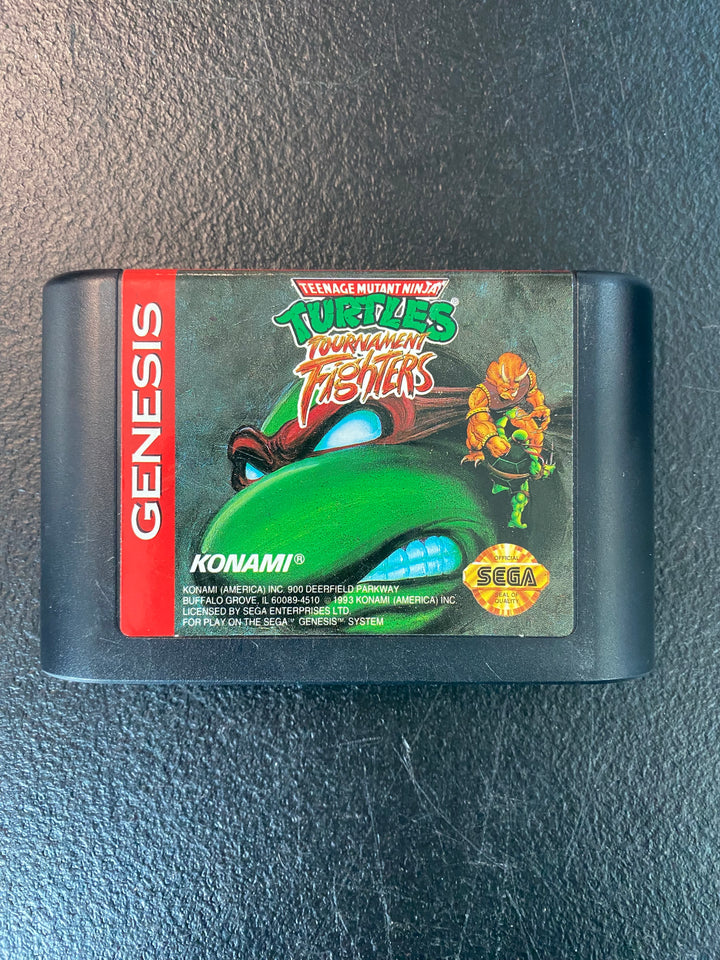 GENESIS
TEENAGE MUTANT NINJA
TURTLES®
TOURNAMENT
FIGHTERS
KONAMI®
KONAMI (AMERICA) INC. 900 DEERFIELD PARKWAY
BUFFALO GROVE, IL 60089-4510 © 1993 KONAMI (AMERICA) INC.
LICENSED BY SEGA ENTERPRISES LTD.
FOR PLAY ON THE SEGA™ GENESIS™ SYSTEM
OFFICIAL
SEGA
SEAL OF
QUALITY